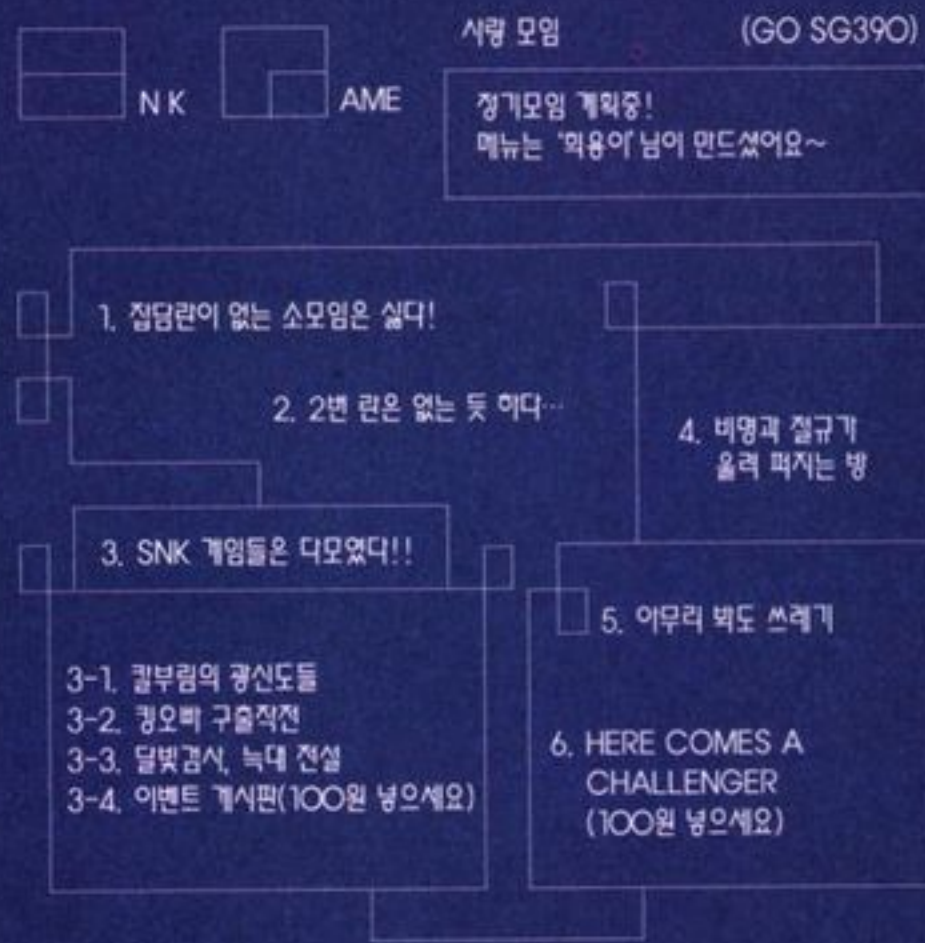 NK AME
사랑 모임 (GO SG390)
정기모임 계획중!
메뉴는 '희용이'님이 만드셨어요~
1. 잡담란이 없는 소모임은 싫다!
2. 2번 란은 없는 듯 하다…
3. SNK 게임들은 다모였다!!
3-1. 칼부림의 광신도들
3-2. 킹오빠 구출작전
3-3. 달빛검사, 늑대 전설
3-4. 이벤트 게시판(100원 넣으세요)
4. 비명과 절규가
울려 퍼지는 방
5. 아무리 봐도 쓰레기
6. HERE COMES A
CHALLENGER
(100원 넣으세요)